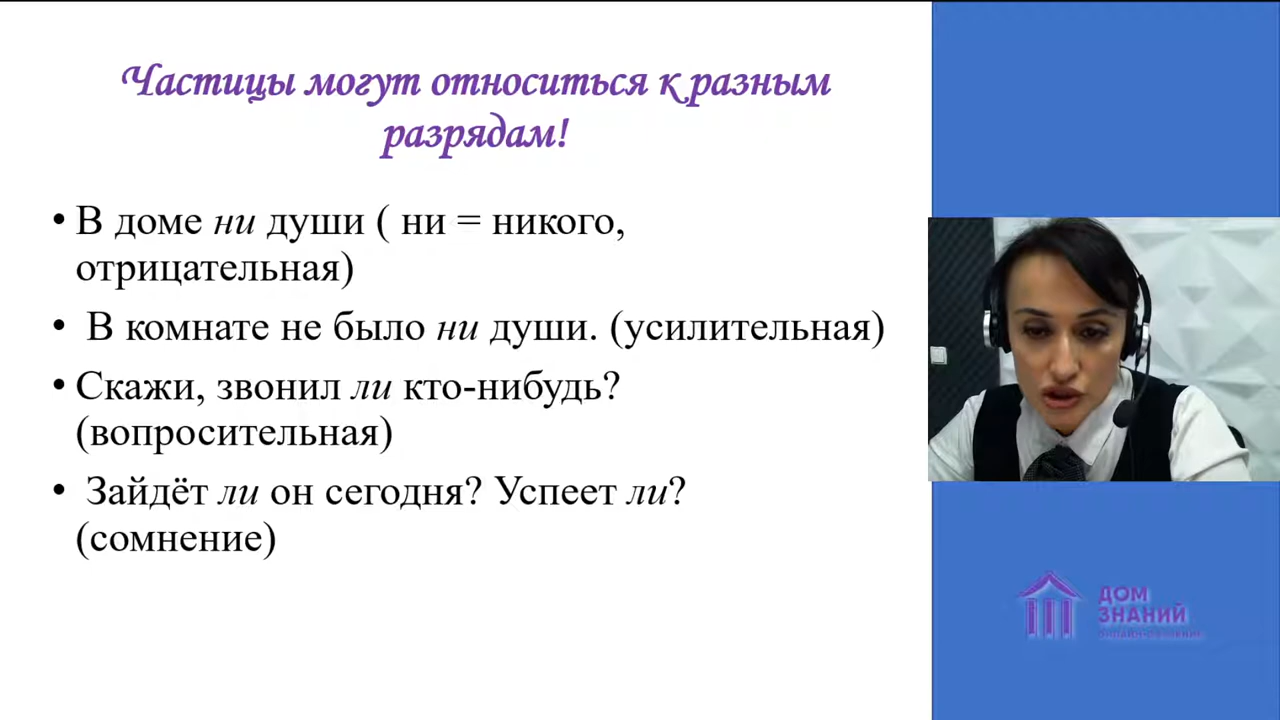 Частицы могут относиться к разным
разрядам!
• В доме ни души ( ни = никого,
отрицательная)
• В комнате не было ни души. (усилительная)
• Скажи, звонил ли кто-нибудь?
(вопросительная)
• Зайдёт ли он сегодня? Успеет ли?
(сомнение)
ДОМ
ЗНАНИЙ